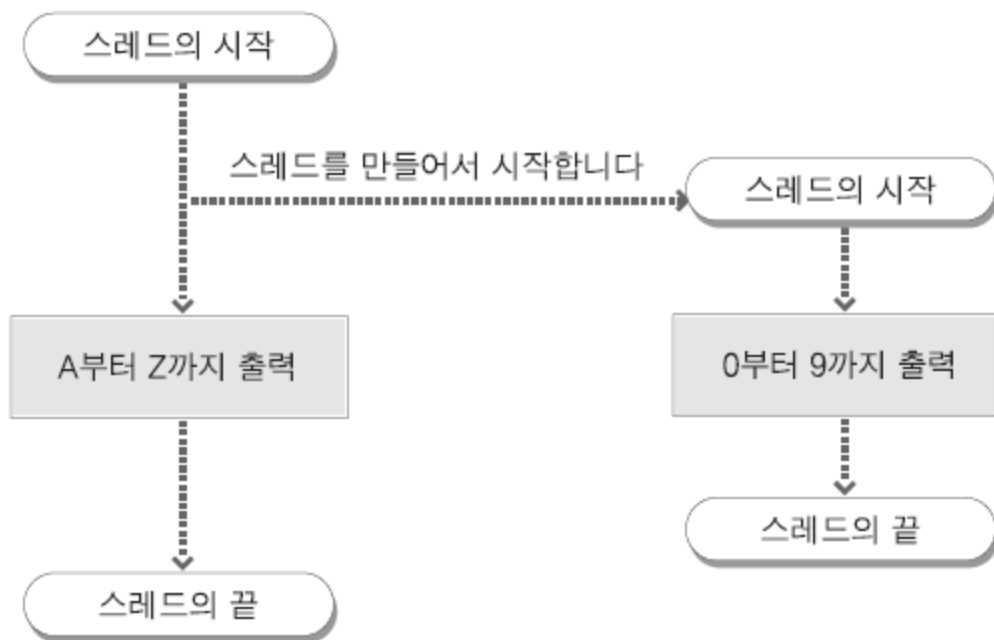 스레드의 시작
스레드를 만들어서 시작합니다
스레드의 시작
A부터 Z까지 출력
0부터 9까지 출력
스레드의 끝
스레드의 끝